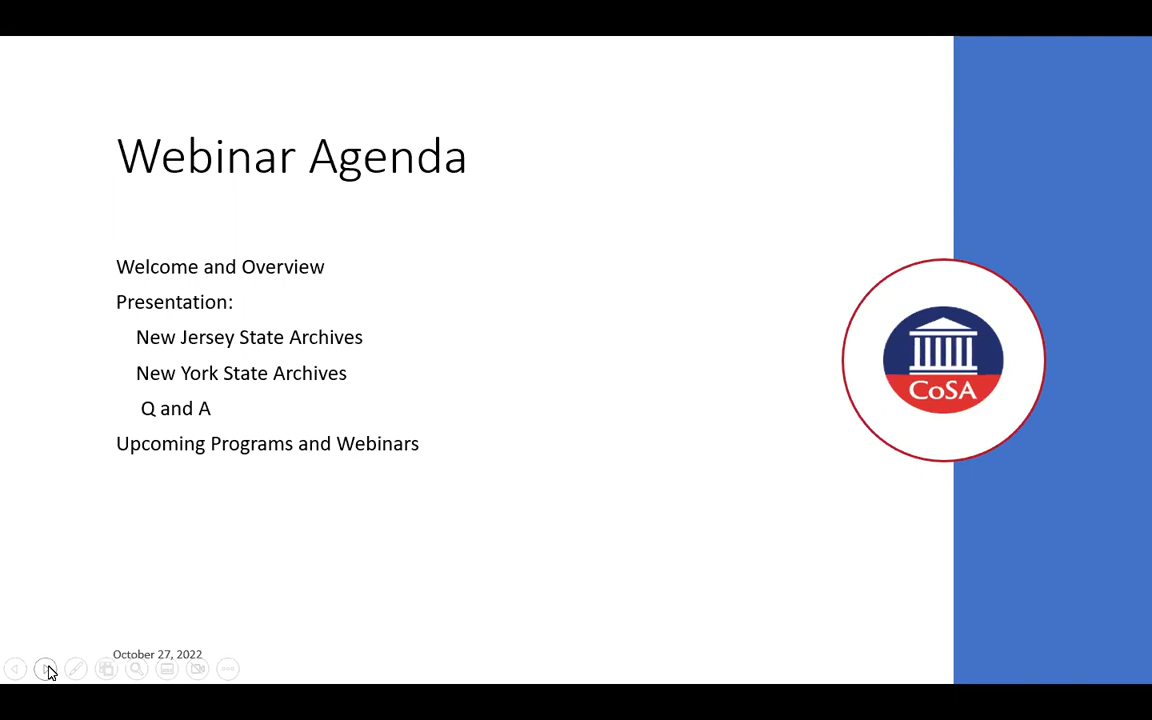 Webinar Agenda
Welcome and Overview
Presentation:
New Jersey State Archives
New York State Archives
Q and A
Upcoming Programs and Webinars
CoSA
October 27, 2022